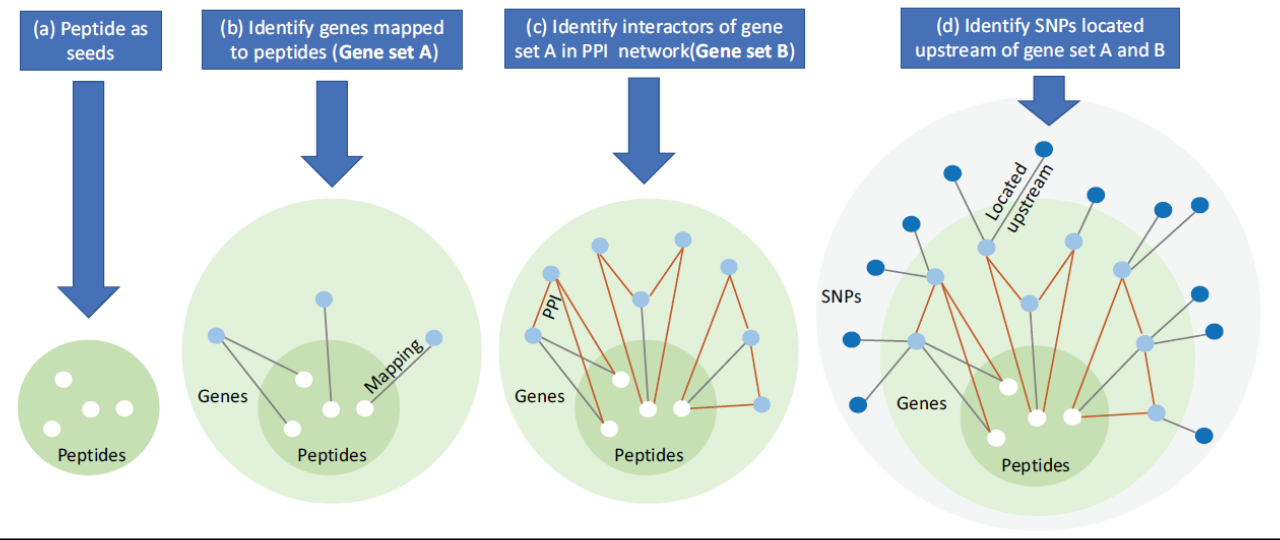 (a) Peptide as
seeds
(b) Identify genes mapped
to peptides (Gene set A)
(c) Identify interactors of gene
set A in PPI network(Gene set B)
(d) Identify SNPs located
upstream of gene set A and B
Peptides
Genes
Mapping
Peptides
PPI
Genes
Peptides
Located
upstream
SNPs
Genes
Peptides